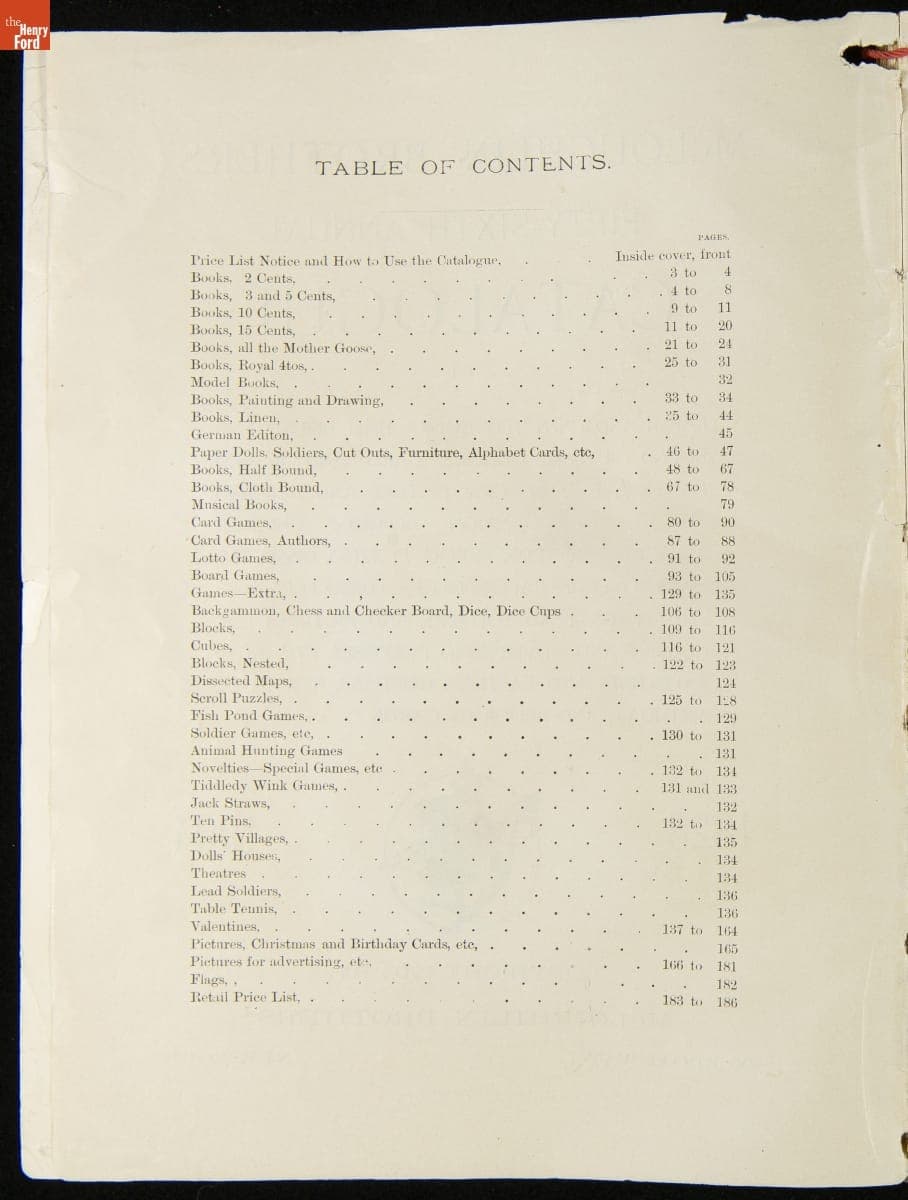 the
Henry
Ford
TABLE OF CONTENTS.
PAGES.
Price List Notice and How to Use the Catalogue, . . Inside cover, front
Books, 2 Cents, . . . . . . . . . . 3 to 4
Books, 3 and 5 Cents, . . . . . . . . . . 4 to 8
Books, 10 Cents, . . . . . . . . . . 9 to 11
Books, 15 Cents, . . . . . . . . . . 11 to 20
Books, all the Mother Goose, . . . . . . . . . 21 to 24
Books, Royal 4tos, . . . . . . . . . . . 25 to 31
Model Books, . . . . . . . . . . . . 32
Books, Painting and Drawing, . . . . . . . . 33 to 34
Books, Linen, . . . . . . . . . . . . 35 to 44
German Editon, . . . . . . . . . . . . 45
Paper Dolls, Soldiers, Cut Outs, Furniture, Alphabet Cards, etc, . 46 to 47
Books, Half Bound, . . . . . . . . . . 48 to 67
Books, Cloth Bound, . . . . . . . . . . 67 to 78
Musical Books, . . . . . . . . . . . . 79
Card Games, . . . . . . . . . . . . 80 to 90
Card Games, Authors, . . . . . . . . . . 87 to 88
Lotto Games, . . . . . . . . . . . . 91 to 92
Board Games, . . . . . . . . . . . 93 to 105
Games—Extra, . . , . . . . . . . . . 129 to 135
Backgammon, Chess and Checker Board, Dice, Dice Cups . . . 106 to 108
Blocks, . . . . . . . . . . . . . 109 to 116
Cubes, . . . . . . . . . . . . . 116 to 121
Blocks, Nested, . . . . . . . . . . . 122 to 123
Dissected Maps, . . . . . . . . . . . 124
Scroll Puzzles, . . . . . . . . . . . . 125 to 128
Fish Pond Games, . . . . . . . . . . . . . 129
Soldier Games, etc, . . . . . . . . . . . 130 to 131
Animal Hunting Games . . . . . . . . . . . 131
Novelties—Special Games, etc . . . . . . . . . 132 to 134
Tiddledy Wink Games, . . . . . . . . . . 131 and 133
Jack Straws, . . . . . . . . . . . . . 132
Ten Pins, . . . . . . . . . . . . 132 to 134
Pretty Villages, . . . . . . . . . . . . . 135
Dolls' Houses, . . . . . . . . . . . . 134
Theatres . . . . . . . . . . . . . . 134
Lead Soldiers, . . . . . . . . . . . . 136
Table Tennis, . . . . . . . . . . . . . 136
Valentines, . . . . . . . . . . . . 137 to 164
Pictures, Christmas and Birthday Cards, etc, . . . . . . . 165
Pictures for advertising, etc, . . . . . . . . 166 to 181
Flags, , . . . . . . . . . . . . . . 182
Retail Price List, . . . . . . . . . . . 183 to 186